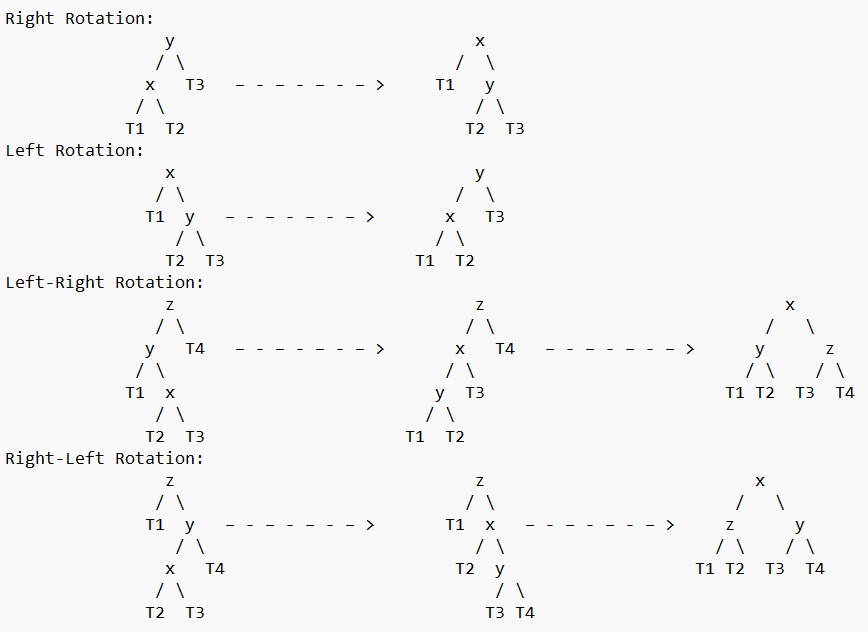 Right Rotation:
y x
/ \ / \
x T3 - - - - - - - > T1 y
/ \ / \
T1 T2 T2 T3
Left Rotation:
x y
/ \ / \
T1 y - - - - - - - > x T3
/ \ / \
T2 T3 T1 T2
Left-Right Rotation:
z z x
/ \ / \ / \
y T4 - - - - - - - > x T4 - - - - - - - > y z
/ \ / \ / \ / \
T1 x y T3 T1 T2 T3 T4
/ \ / \
T2 T3 T1 T2
Right-Left Rotation:
z z x
/ \ / \ / \
T1 y - - - - - - - > T1 x - - - - - - - > z y
/ \ / \ / \ / \
x T4 T2 y T1 T2 T3 T4
/ \ / \
T2 T3 T3 T4